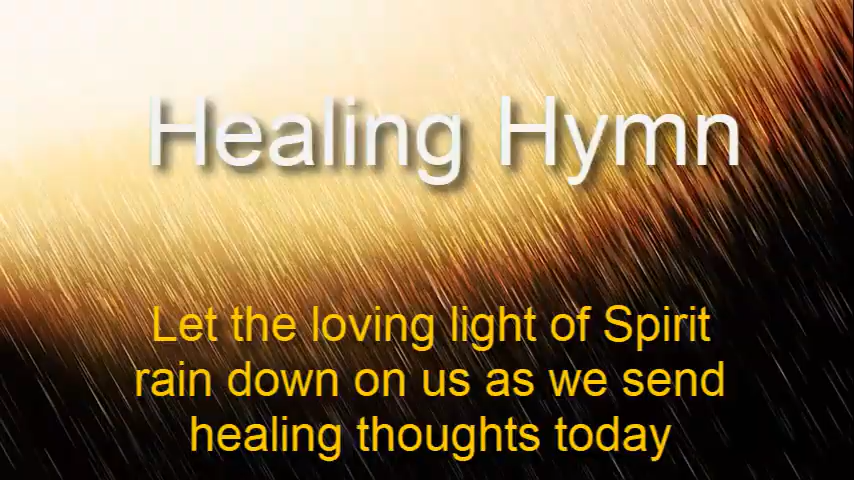 Healing Hymn
Let the loving light of Spirit
rain down on us as we send
healing thoughts today